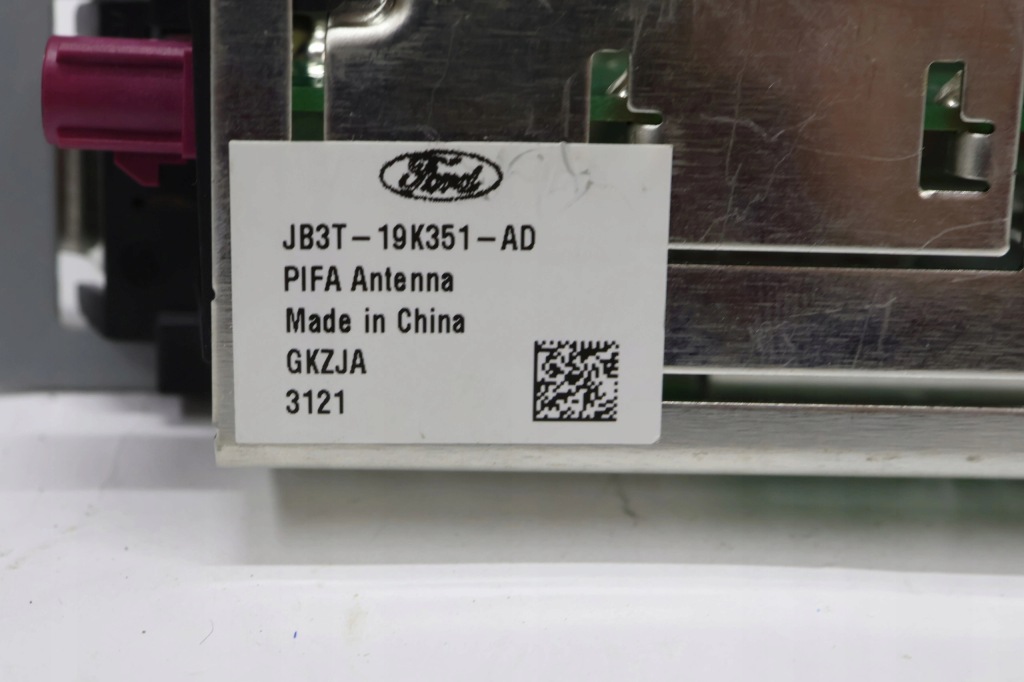 Ford
JB3T-19K351-AD
PIFA Antenna
Made in China
GKZJA
3121